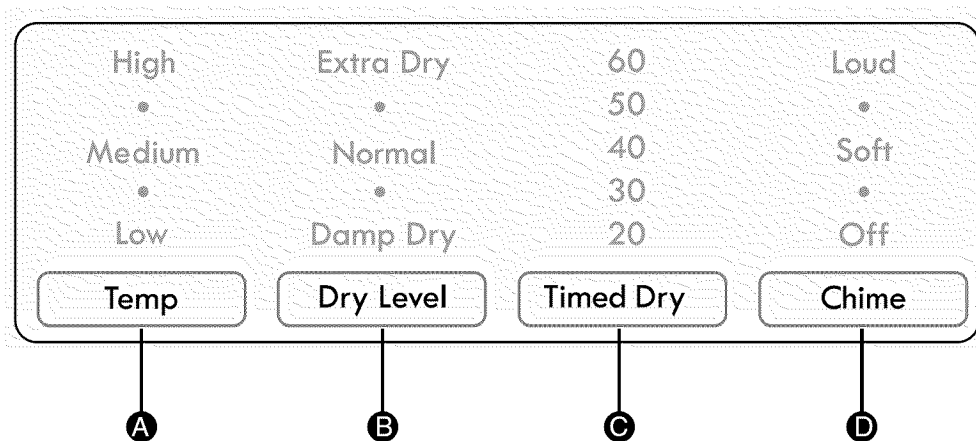 High Extra Dry 60 Loud
50
Medium Normal 40 Soft
30
Low Damp Dry 20 Off
Temp Dry Level Timed Dry Chime
A B C D